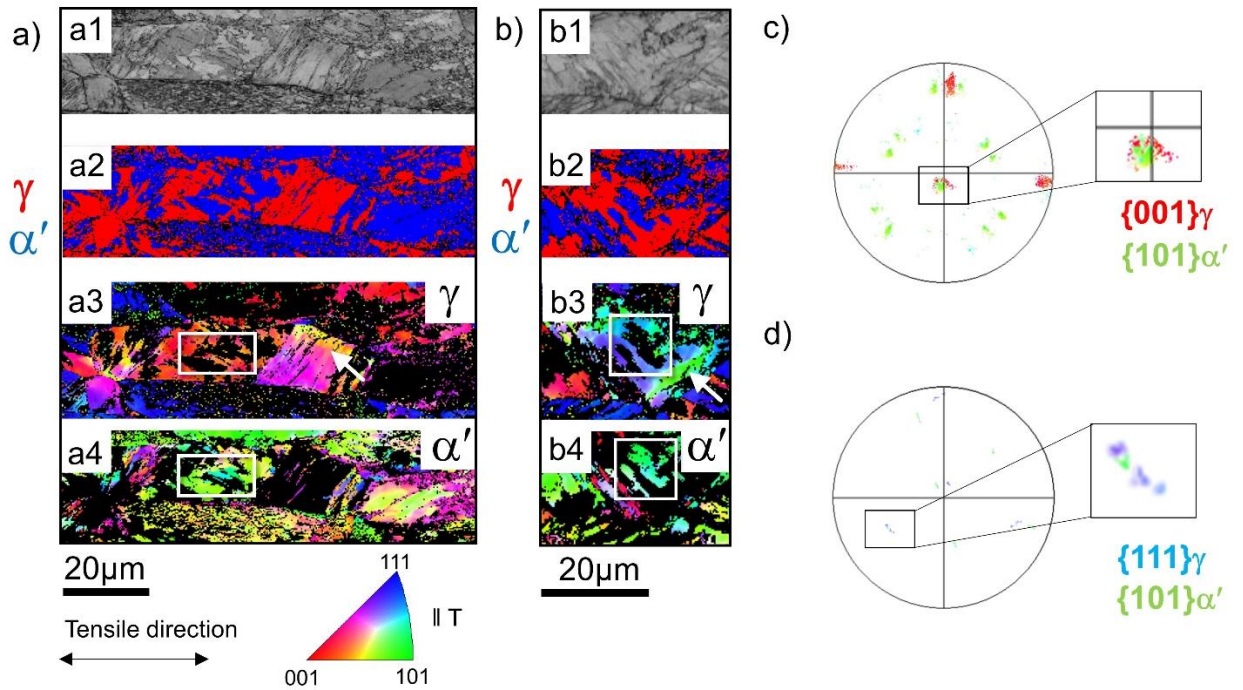 a)
a1
γ
α′
a2
a3
γ
a4
α′
20µm
Tensile direction
111
001
101
∥ T
b)
b1
γ
α′
b2
b3
γ
b4
α′
20µm
c)
{001}γ
{101}α′
d)
{111}γ
{101}α′